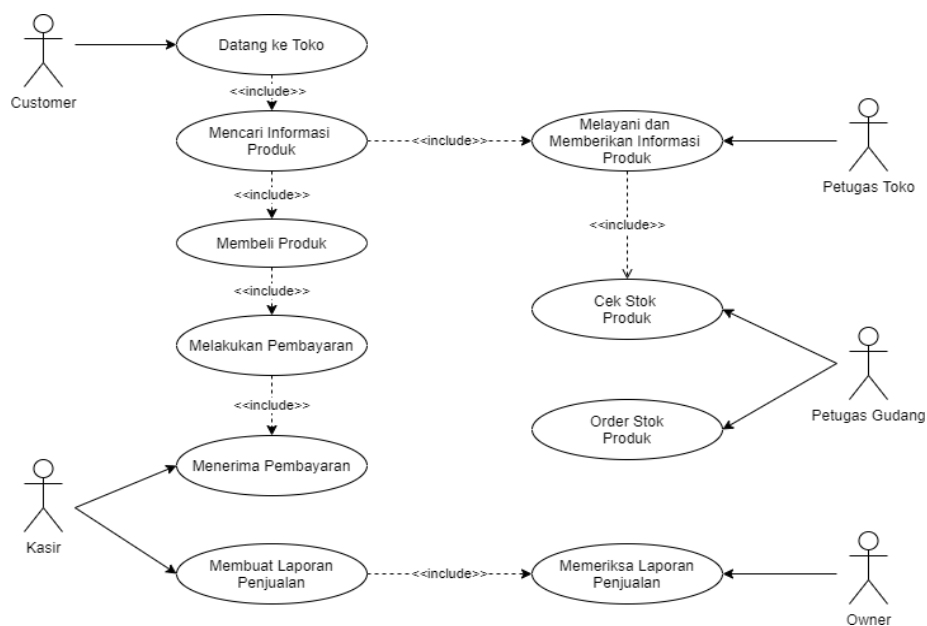 Customer
Datang ke Toko
<<include>>
Mencari Informasi
Produk
<<include>>
Melayani dan
Memberikan Informasi
Produk
Petugas Toko
<<include>>
<<include>>
Membeli Produk
<<include>>
Cek Stok
Produk
Melakukan Pembayaran
Petugas Gudang
<<include>>
Order Stok
Produk
Menerima Pembayaran
Kasir
Membuat Laporan
Penjualan
<<include>>
Memeriksa Laporan
Penjualan
Owner